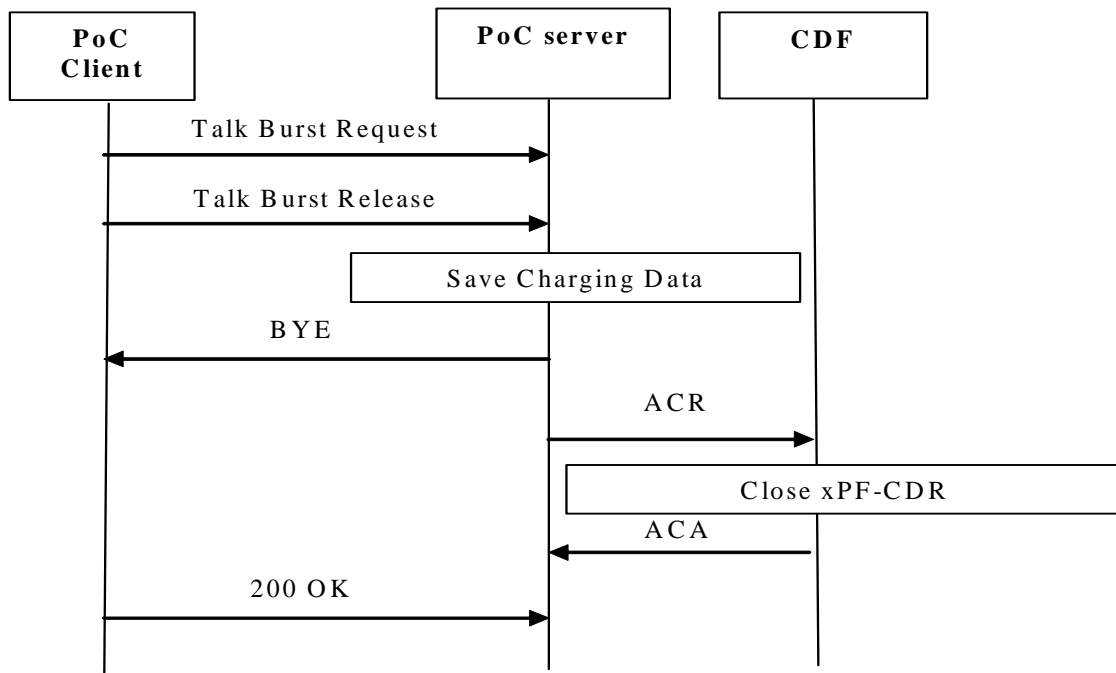 PoC
Client
PoC server
CDF
Talk Burst Request
Talk Burst Release
Save Charging Data
BYE
ACR
Close xPF-CDR
ACA
200 OK